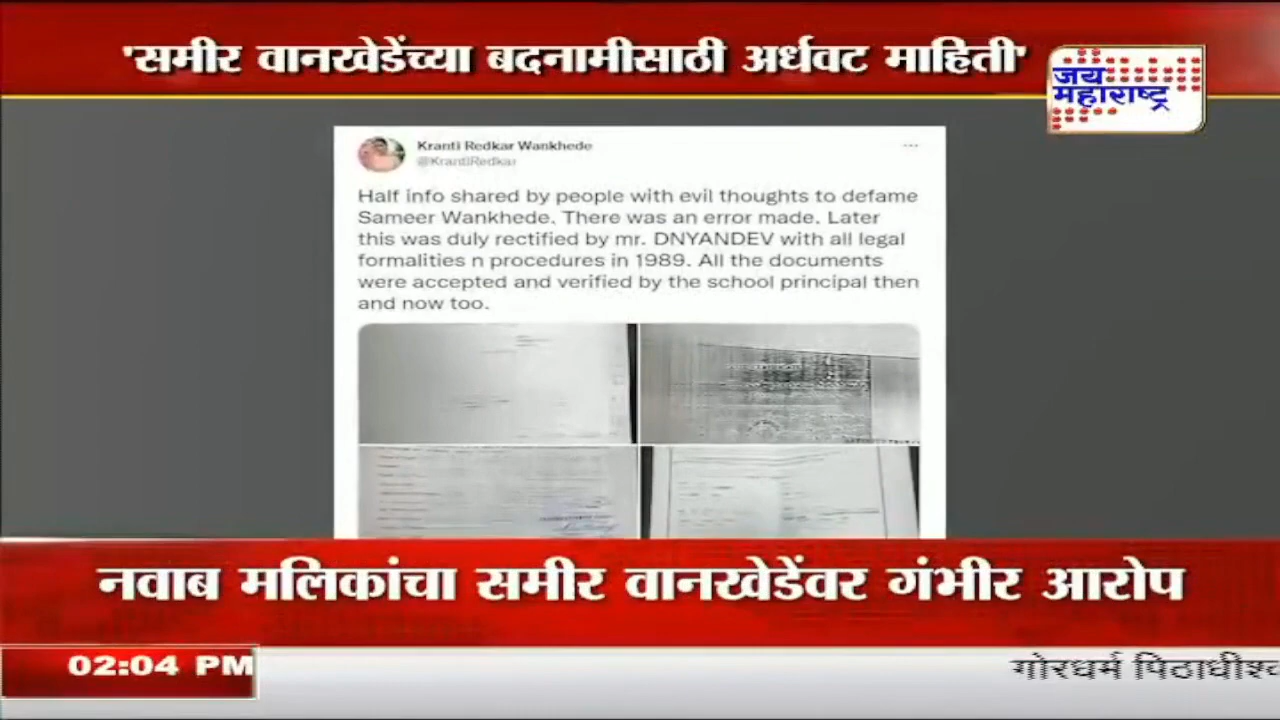 'समीर वानखेडेंच्या बदनामीसाठी अर्धवट माहिती'
जय
महाराष्ट्र
Kranti Redkar Wankhede
@KrantiRedkar
Half info shared by people with evil thoughts to defame
Sameer Wankhede. There was an error made. Later
this was duly rectified by mr. DNYANDEV with all legal
formalities n procedures in 1989. All the documents
were accepted and verified by the school principal then
and now too.
नवाब मलिकांचा समीर वानखेडेंवर गंभीर आरोप
02:04 PM
गोरधर्म